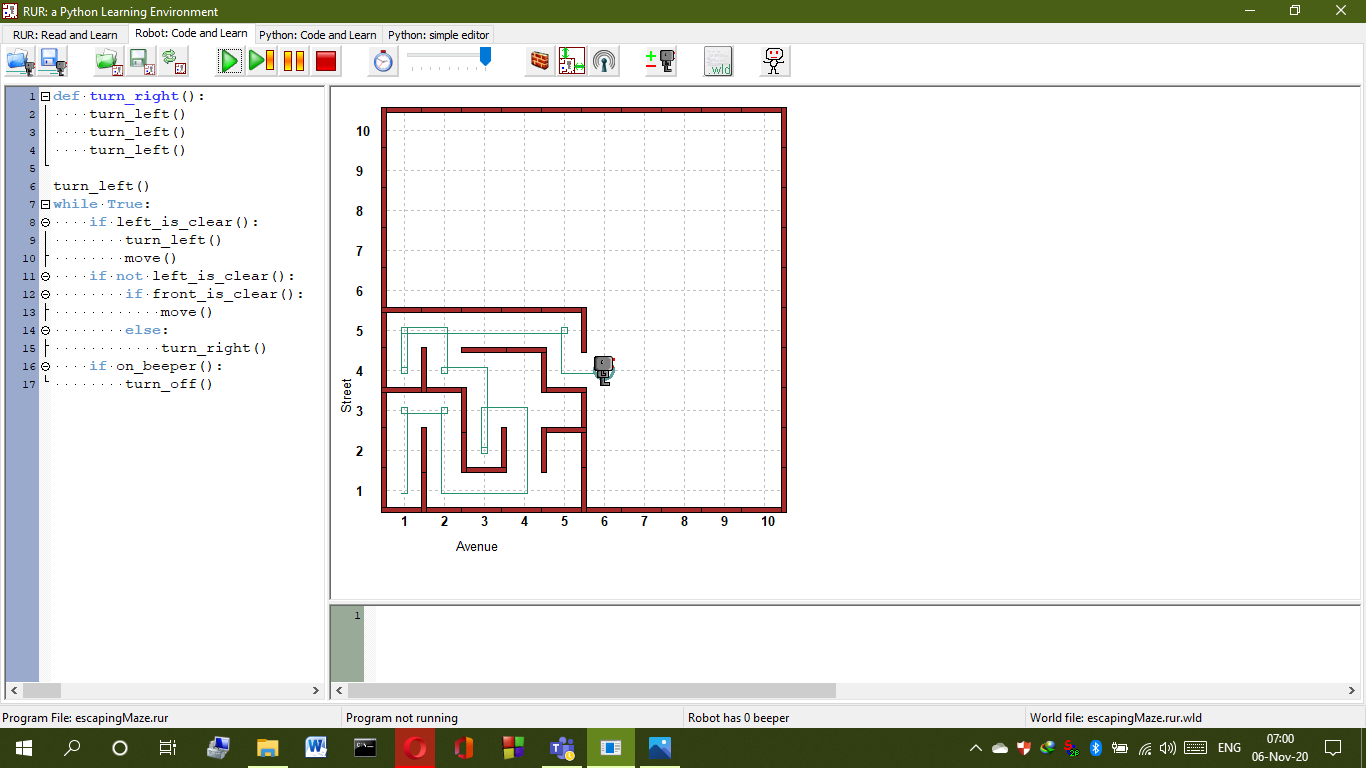 RUR: a Python Learning Environment
RUR: Read and Learn
Robot: Code and Learn
Python: Code and Learn
Python: simple editor
.wld
1 def turn_right():
2 turn_left()
3 turn_left()
4 turn_left()
5
6 turn_left()
7 while True:
8 if left_is_clear():
9 turn_left()
10 move()
11 if not left_is_clear():
12 if front_is_clear():
13 move()
14 else:
15 turn_right()
16 if on_beeper():
17 turn_off()
10
9
8
7
6
5
4
3
2
1
Street
1 2 3 4 5 6 7 8 9 10
Avenue
1
Program File: escapingMaze.rur
Program not running
Robot has 0 beeper
World file: escapingMaze.rur.wld
ENG
07:00
06-Nov-20